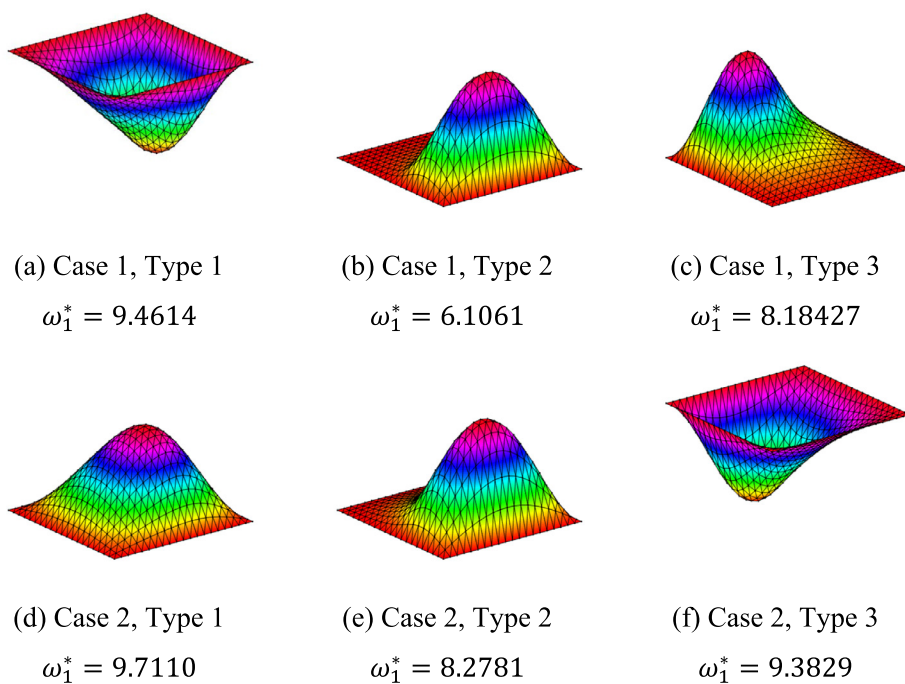 (a) Case 1, Type 1
(b) Case 1, Type 2
(c) Case 1, Type 3
ω₁* = 9.4614
ω₁* = 6.1061
ω₁* = 8.18427
(d) Case 2, Type 1
(e) Case 2, Type 2
(f) Case 2, Type 3
ω₁* = 9.7110
ω₁* = 8.2781
ω₁* = 9.3829